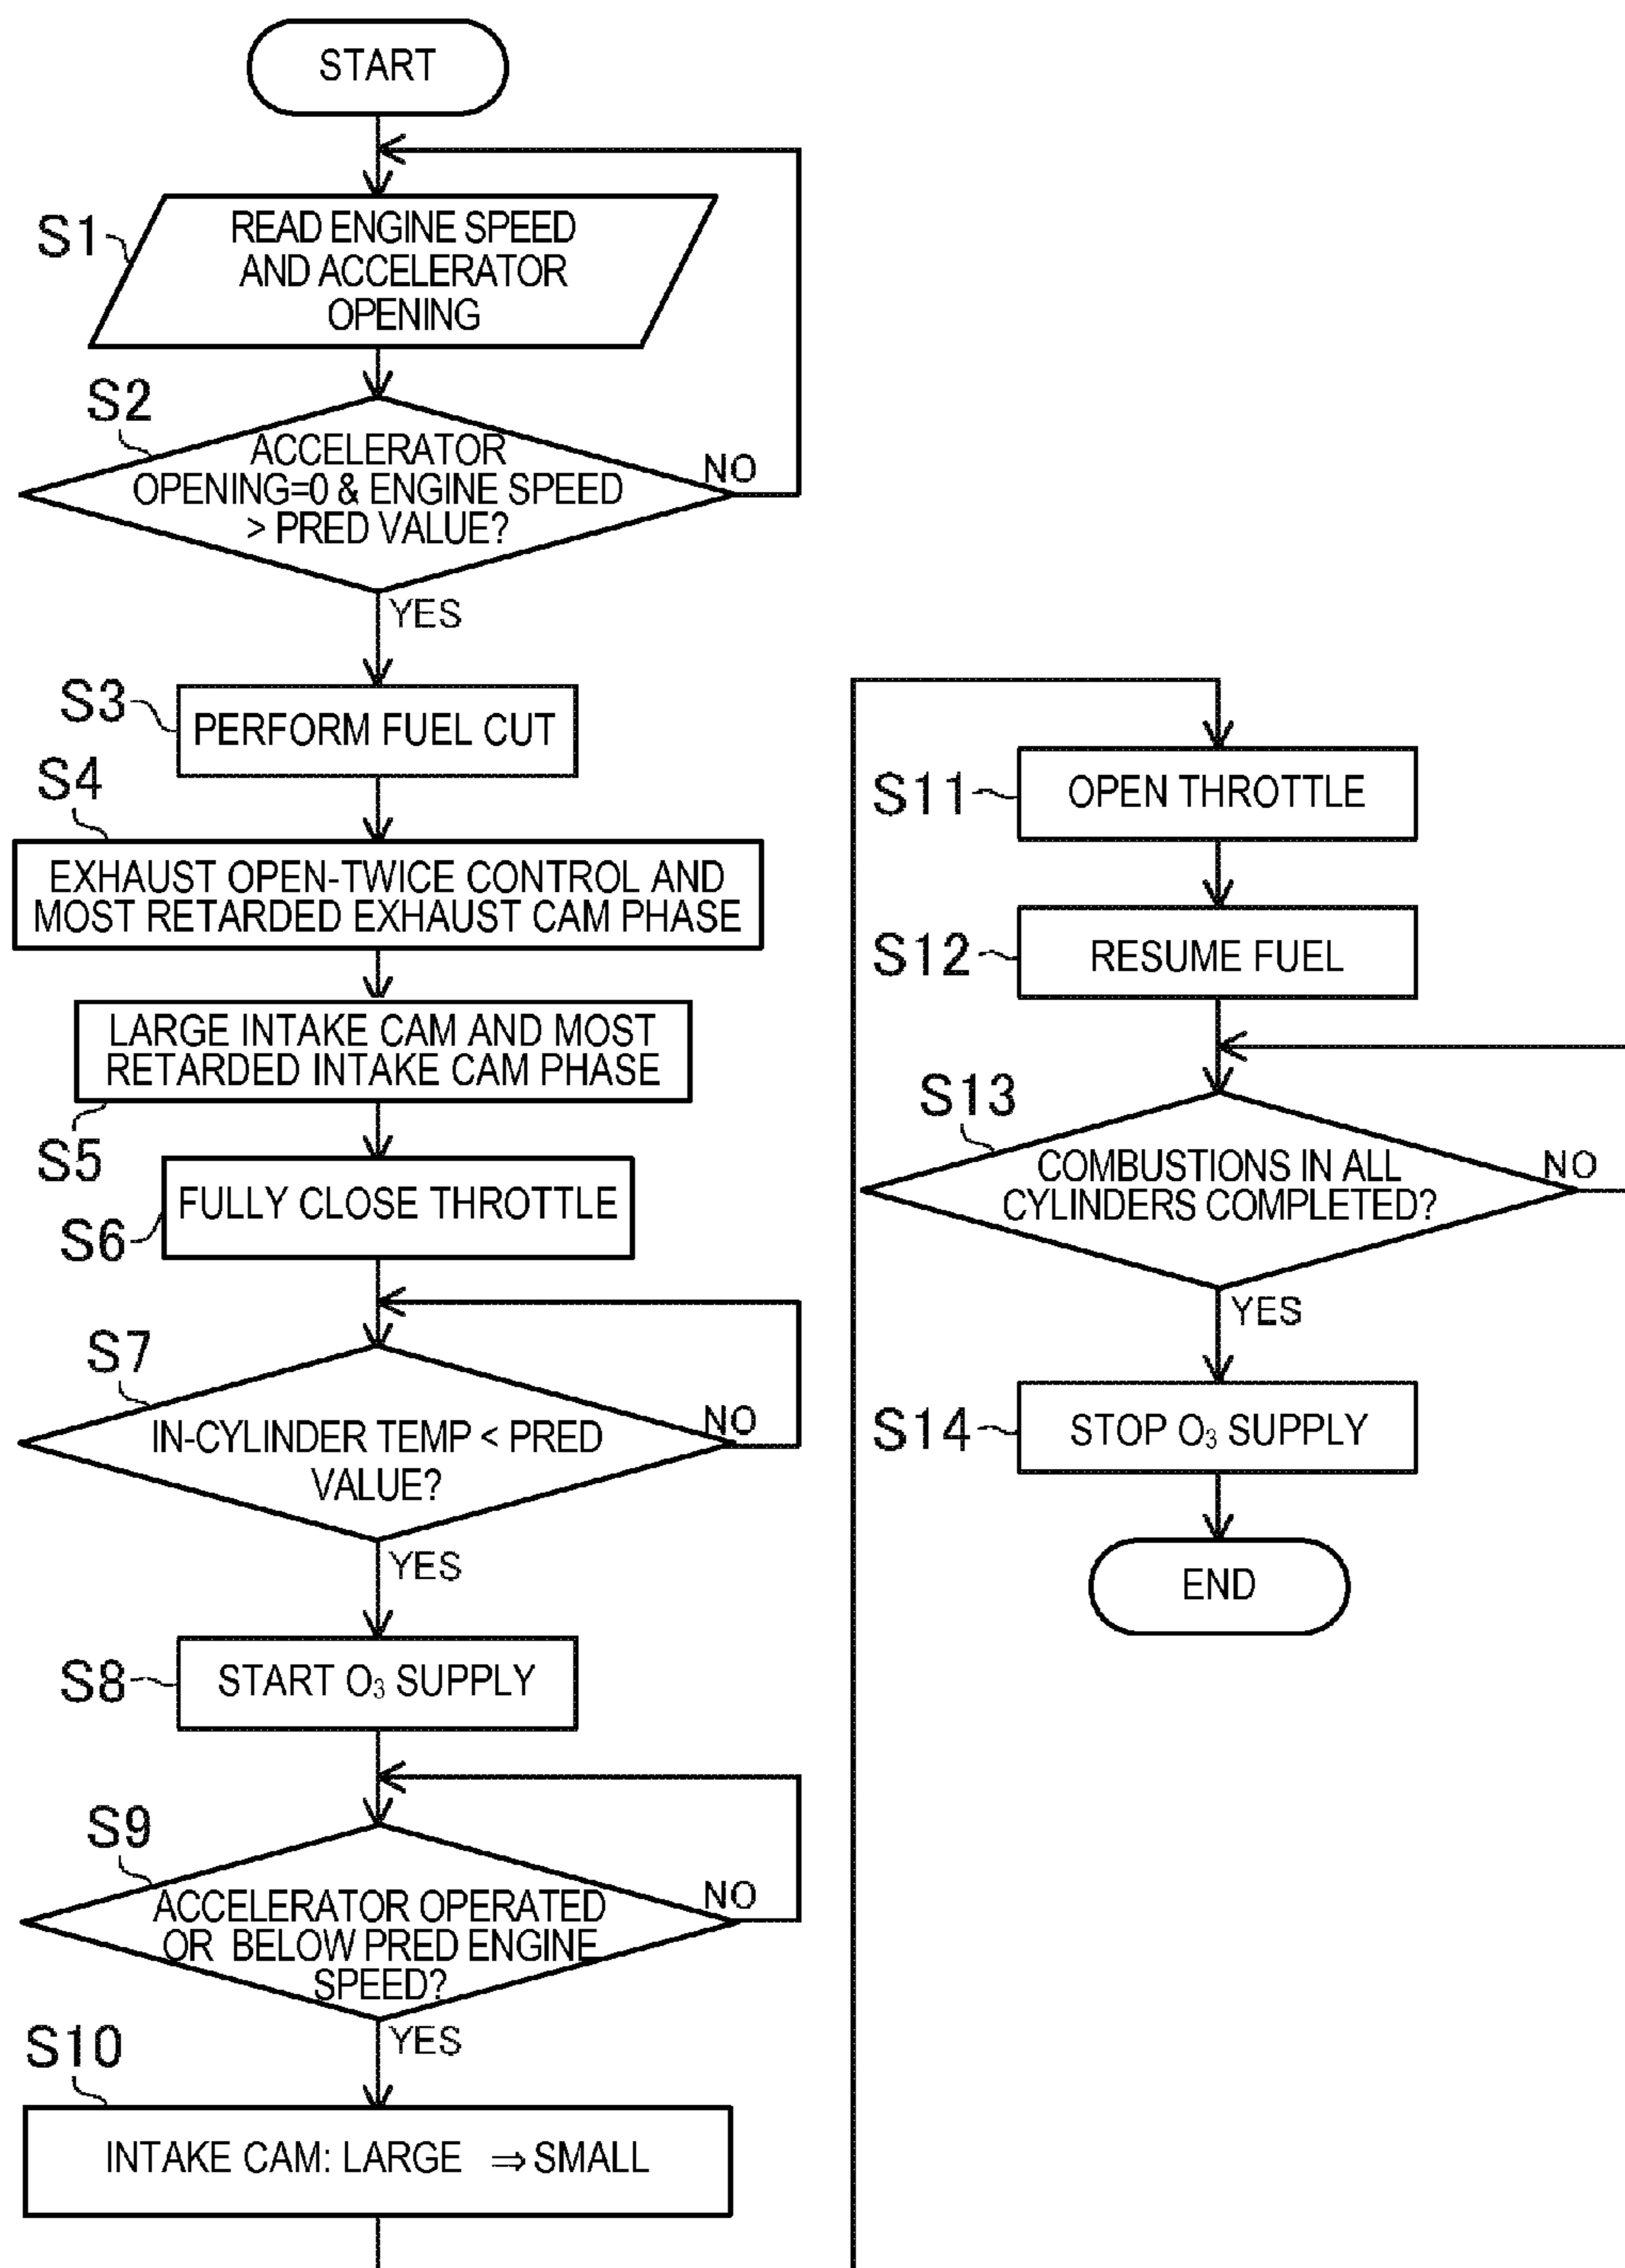 START
S1
READ ENGINE SPEED
AND ACCELERATOR
OPENING
S2
ACCELERATOR
OPENING=0 & ENGINE SPEED
> PRED VALUE?
NO
YES
S3
PERFORM FUEL CUT
S4
EXHAUST OPEN-TWICE CONTROL AND
MOST RETARDED EXHAUST CAM PHASE
LARGE INTAKE CAM AND MOST
RETARDED INTAKE CAM PHASE
S5
FULLY CLOSE THROTTLE
S6
S7
IN-CYLINDER TEMP < PRED
VALUE?
NO
YES
S8
START O₃ SUPPLY
S9
ACCELERATOR OPERATED
OR BELOW PRED ENGINE
SPEED?
NO
YES
S10
INTAKE CAM: LARGE ⇒ SMALL
S11
OPEN THROTTLE
S12
RESUME FUEL
S13
COMBUSTIONS IN ALL
CYLINDERS COMPLETED?
NO
YES
S14
STOP O₃ SUPPLY
END